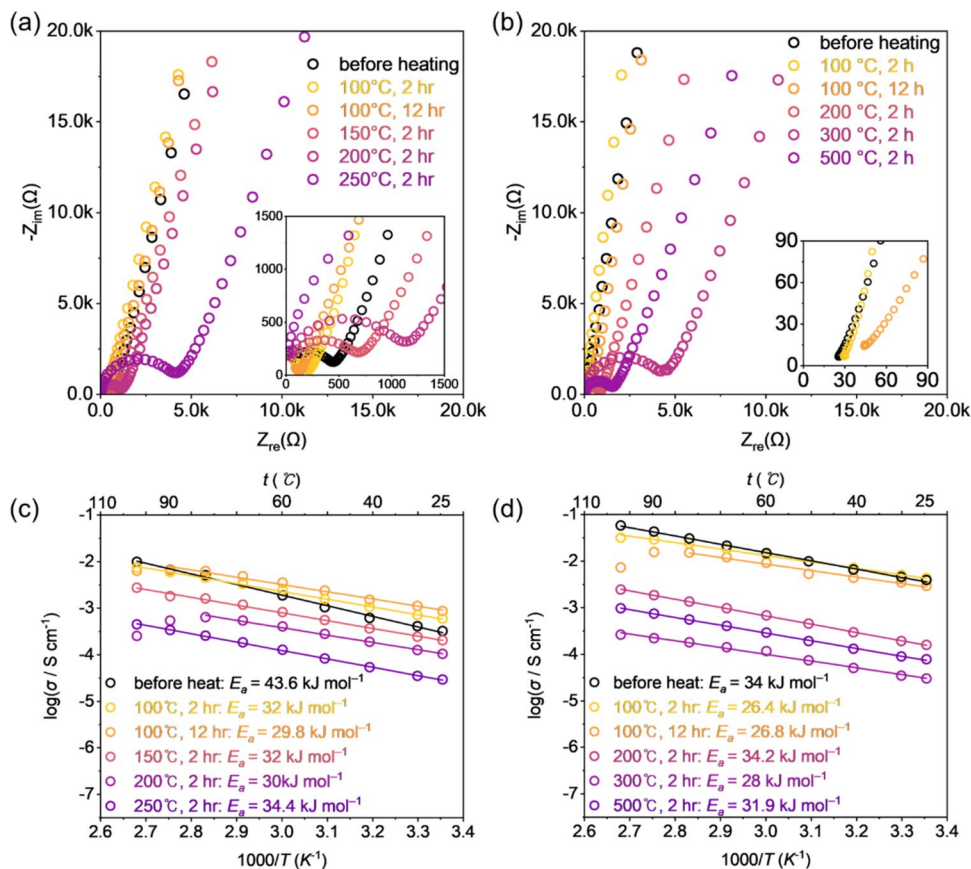 (a)
20.0k
15.0k
10.0k
5.0k
0.0
-Zim(Ω)
before heating
100°C, 2 hr
100°C, 12 hr
150°C, 2 hr
200°C, 2 hr
250°C, 2 hr
1500
1000
500
0
0 500 1000 1500
0.0 5.0k 10.0k 15.0k 20.0k
Zre(Ω)
(b)
20.0k
15.0k
10.0k
5.0k
0.0
-Zim(Ω)
before heating
100 °C, 2 h
100 °C, 12 h
200 °C, 2 h
300 °C, 2 h
500 °C, 2 h
90
60
30
0
0 30 60 90
0.0 5.0k 10.0k 15.0k 20.0k
Zre(Ω)
t (℃)
110 90 60 40 25
(c)
-1
-2
-3
-4
-5
-6
-7
log(σ / S cm⁻¹)
before heat: Ea = 43.6 kJ mol⁻¹
100℃, 2 hr: Ea = 32 kJ mol⁻¹
100℃, 12 hr: Ea = 29.8 kJ mol⁻¹
150℃, 2 hr: Ea = 32 kJ mol⁻¹
200℃, 2 hr: Ea = 30kJ mol⁻¹
250℃, 2 hr: Ea = 34.4 kJ mol⁻¹
2.6 2.7 2.8 2.9 3.0 3.1 3.2 3.3 3.4
1000/T (K⁻¹)
t (℃)
110 90 60 40 25
(d)
-1
-2
-3
-4
-5
-6
-7
log(σ / S cm⁻¹)
before heat: Ea = 34 kJ mol⁻¹
100℃, 2 hr: Ea = 26.4 kJ mol⁻¹
100℃, 12 hr: Ea = 26.8 kJ mol⁻¹
200℃, 2 hr: Ea = 34.2 kJ mol⁻¹
300℃, 2 hr: Ea = 28 kJ mol⁻¹
500℃, 2 hr: Ea = 31.9 kJ mol⁻¹
2.6 2.7 2.8 2.9 3.0 3.1 3.2 3.3 3.4
1000/T (K⁻¹)